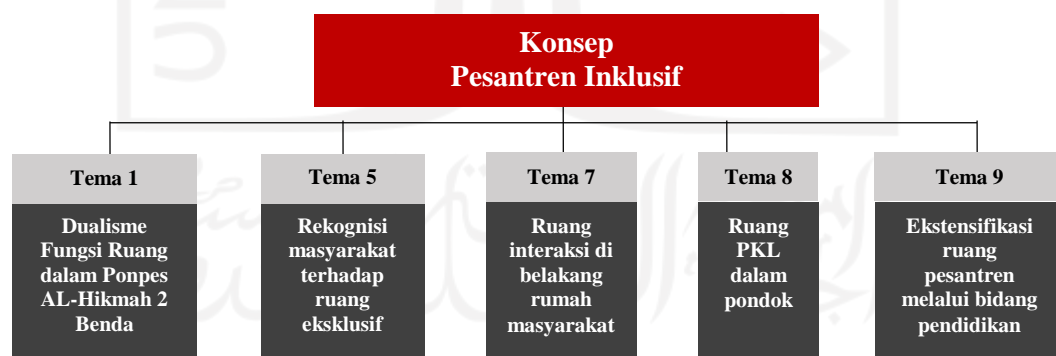 Konsep
Pesantren Inklusif
Tema 1
Dualisme
Fungsi Ruang
dalam Ponpes
AL-Hikmah 2
Benda
Tema 5
Rekognisi
masyarakat
terhadap
ruang
eksklusif
Tema 7
Ruang
interaksi di
belakang
rumah
masyarakat
Tema 8
Ruang
PKL
dalam
pondok
Tema 9
Ekstensifikasi
ruang
pesantren
melalui bidang
pendidikan